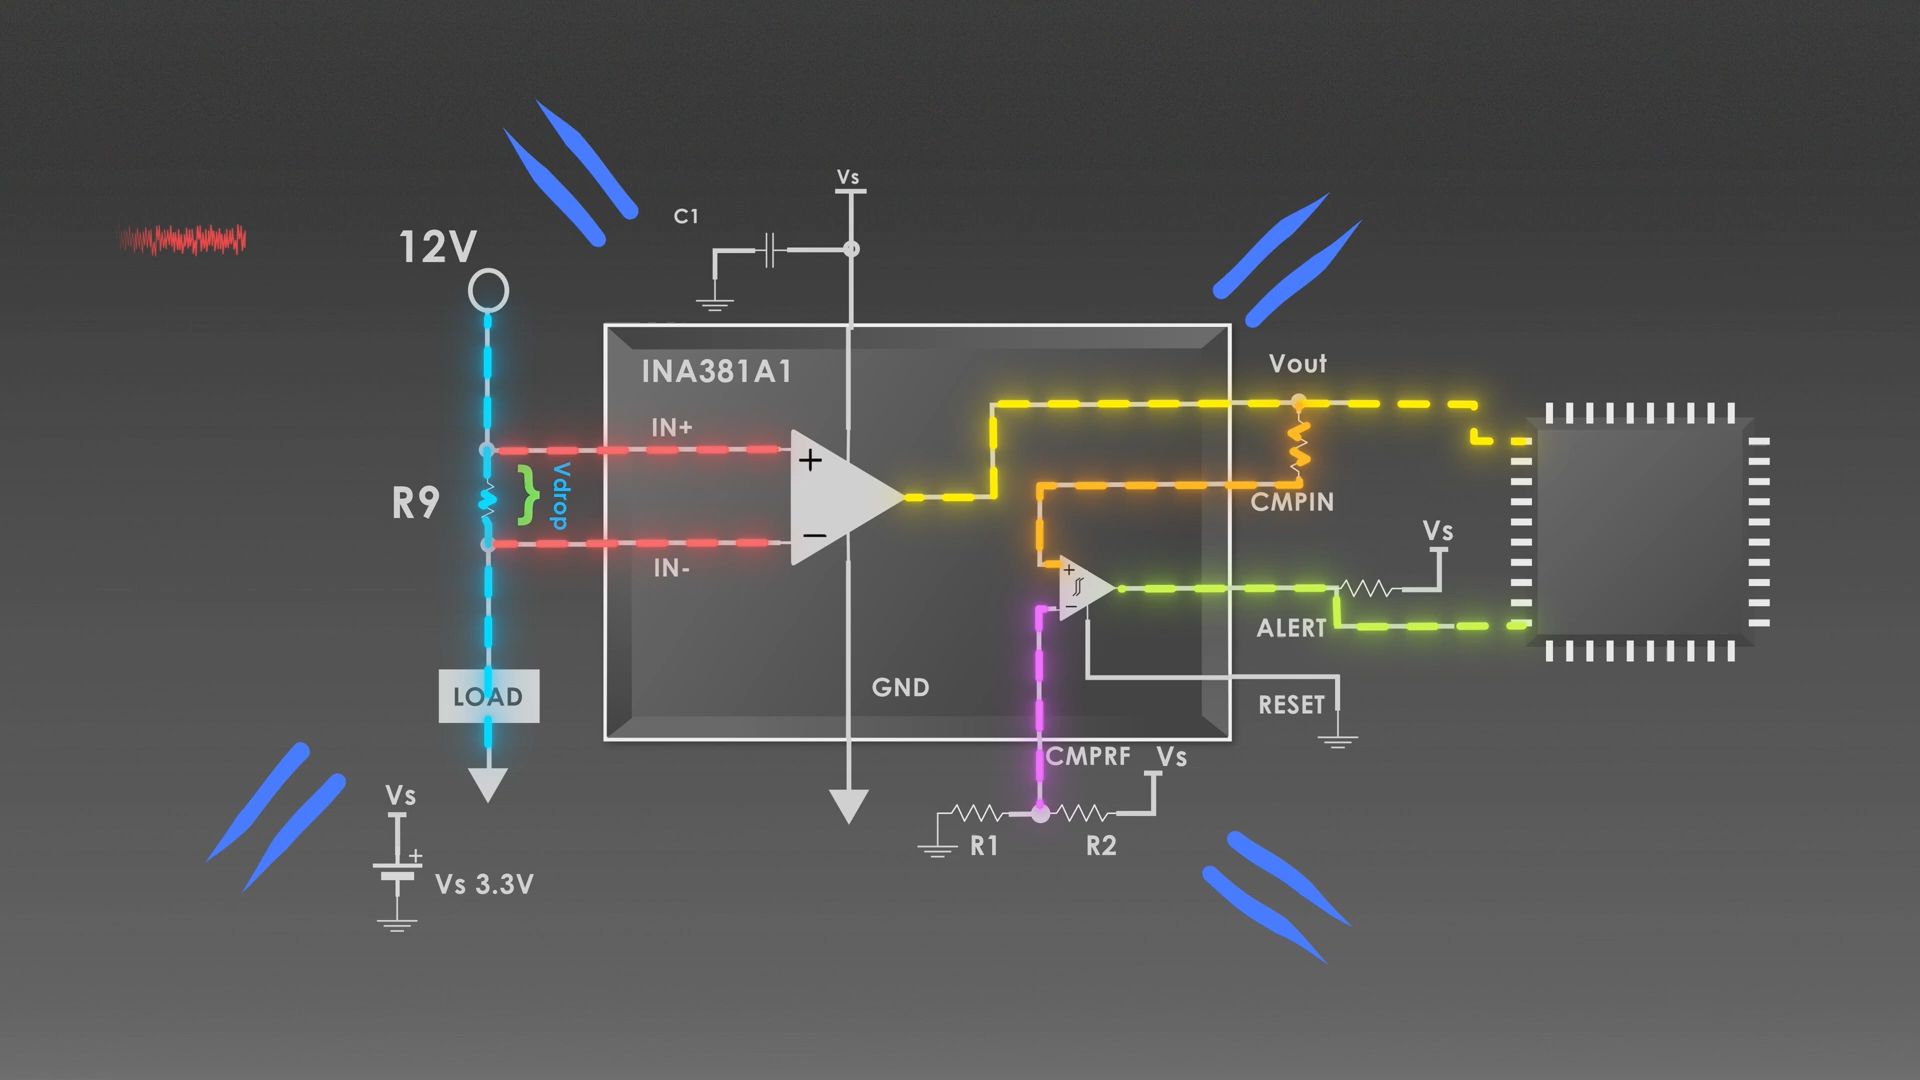 Vs
C1
12V
INA381A1
Vout
IN+
+
Vdrop
R9
CMPIN
−
Vs
IN-
+
−
ALERT
LOAD
GND
RESET
CMPRF
Vs
Vs
R1
R2
+
Vs 3.3V